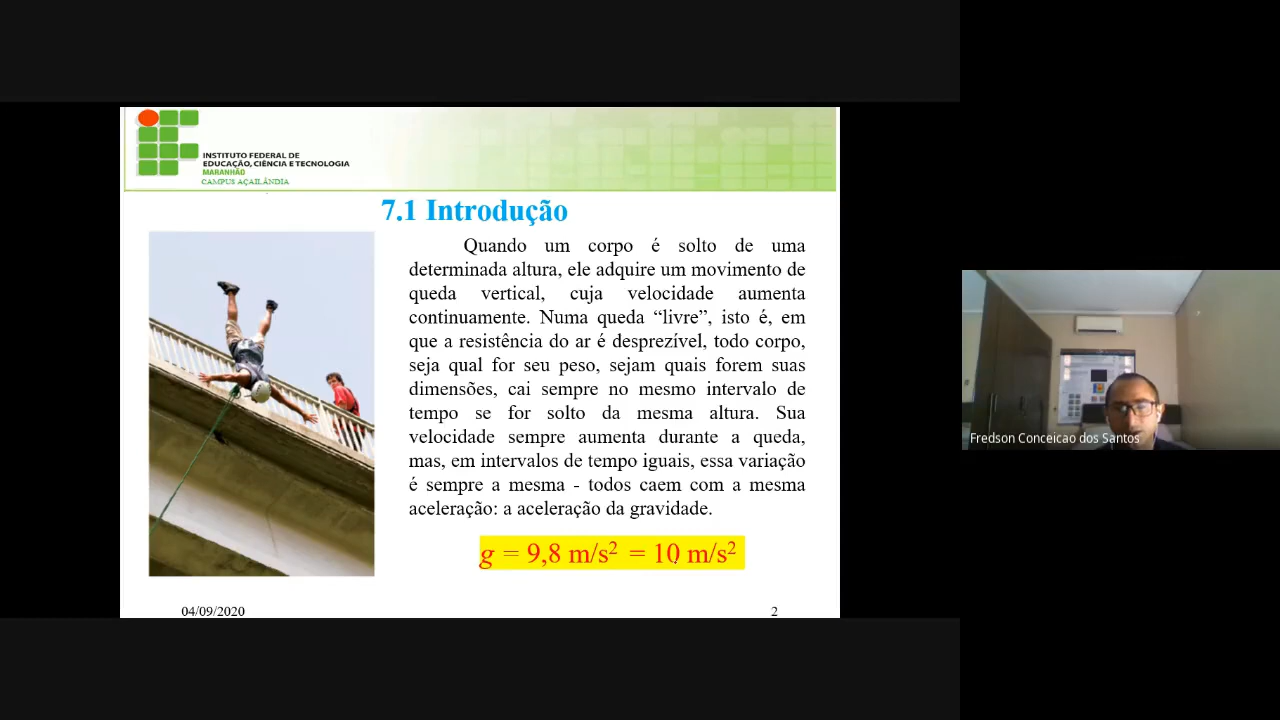 INSTITUTO FEDERAL DE
EDUCAÇÃO, CIÊNCIA E TECNOLOGIA
MARANHÃO
CAMPUS AÇAILÂNDIA
7.1 Introdução
Quando um corpo é solto de uma
determinada altura, ele adquire um movimento de
queda vertical, cuja velocidade aumenta
continuamente. Numa queda “livre”, isto é, em
que a resistência do ar é desprezível, todo corpo,
seja qual for seu peso, sejam quais forem suas
dimensões, cai sempre no mesmo intervalo de
tempo se for solto da mesma altura. Sua
velocidade sempre aumenta durante a queda,
mas, em intervalos de tempo iguais, essa variação
é sempre a mesma - todos caem com a mesma
aceleração: a aceleração da gravidade.
g = 9,8 m/s² = 10 m/s²
04/09/2020
2
Fredson Conceicao dos Santos